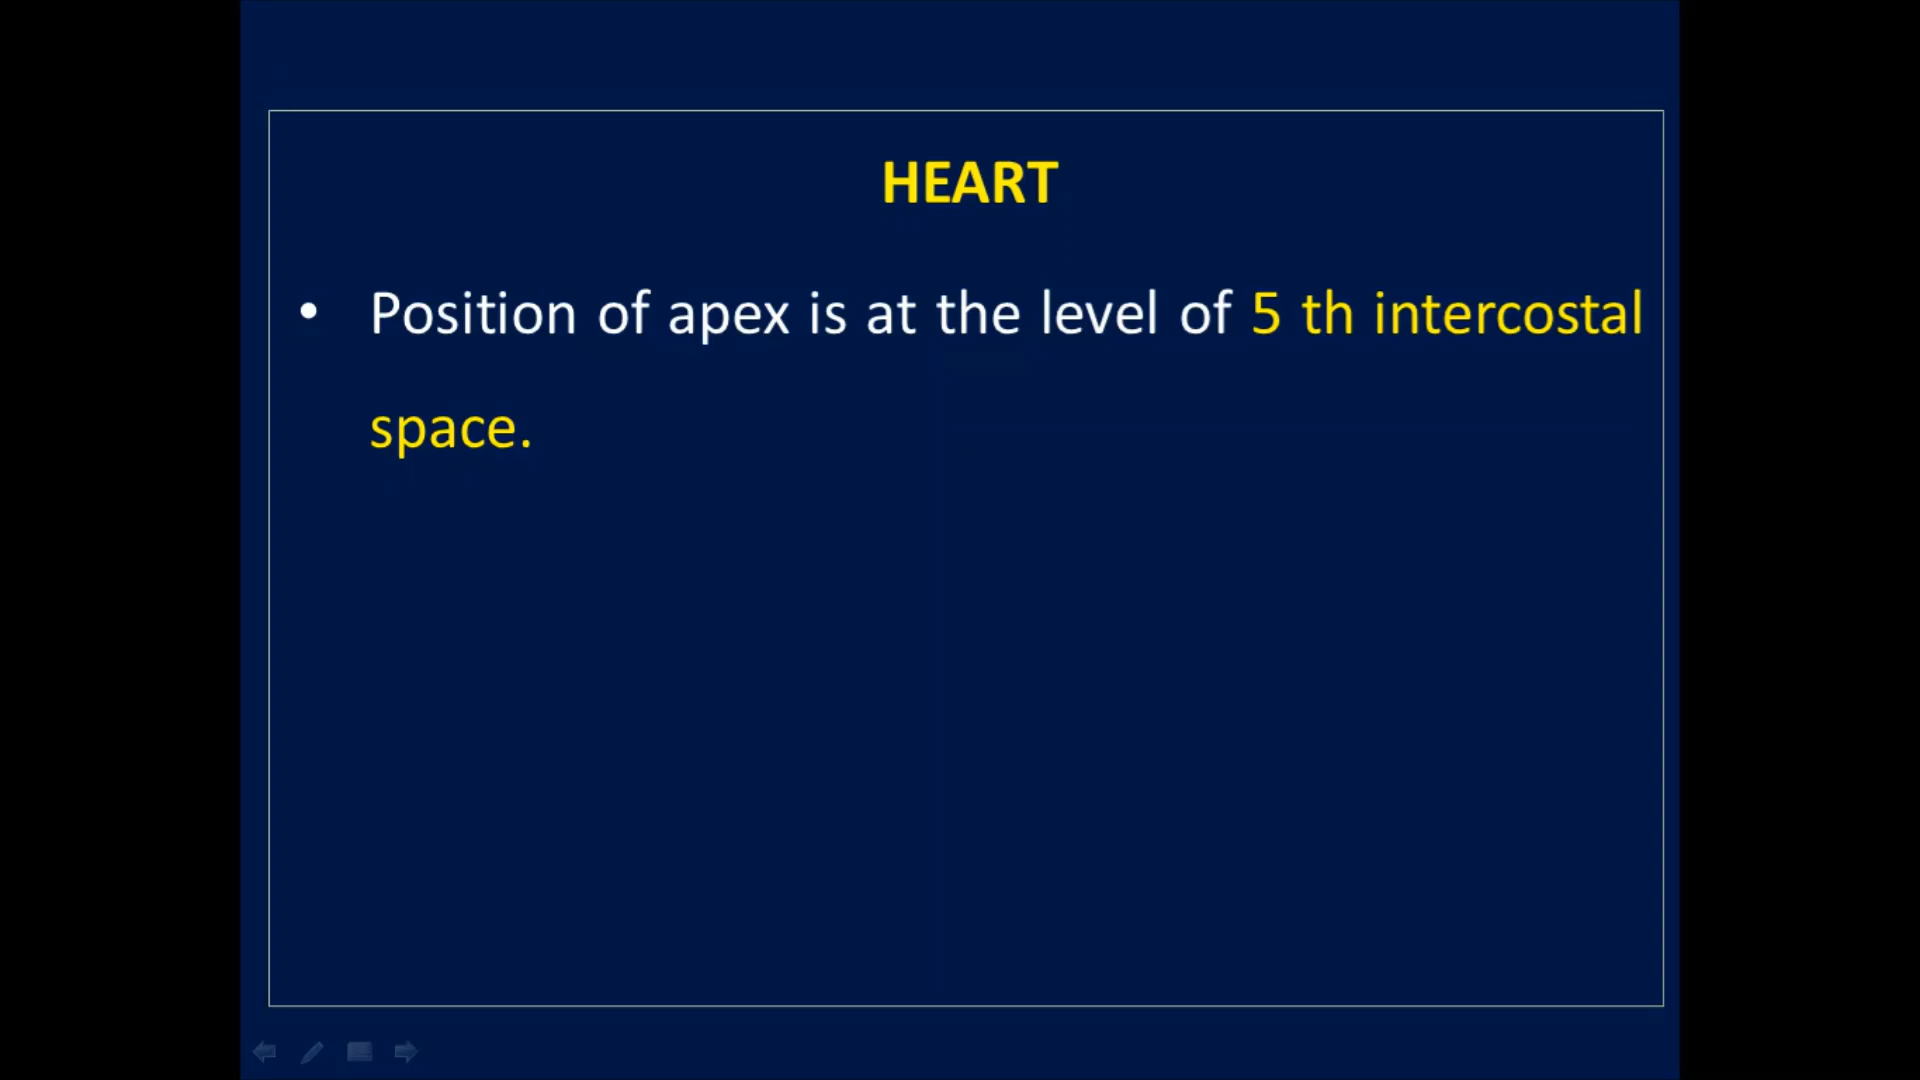 HEART
• Position of apex is at the level of 5 th intercostal
space.